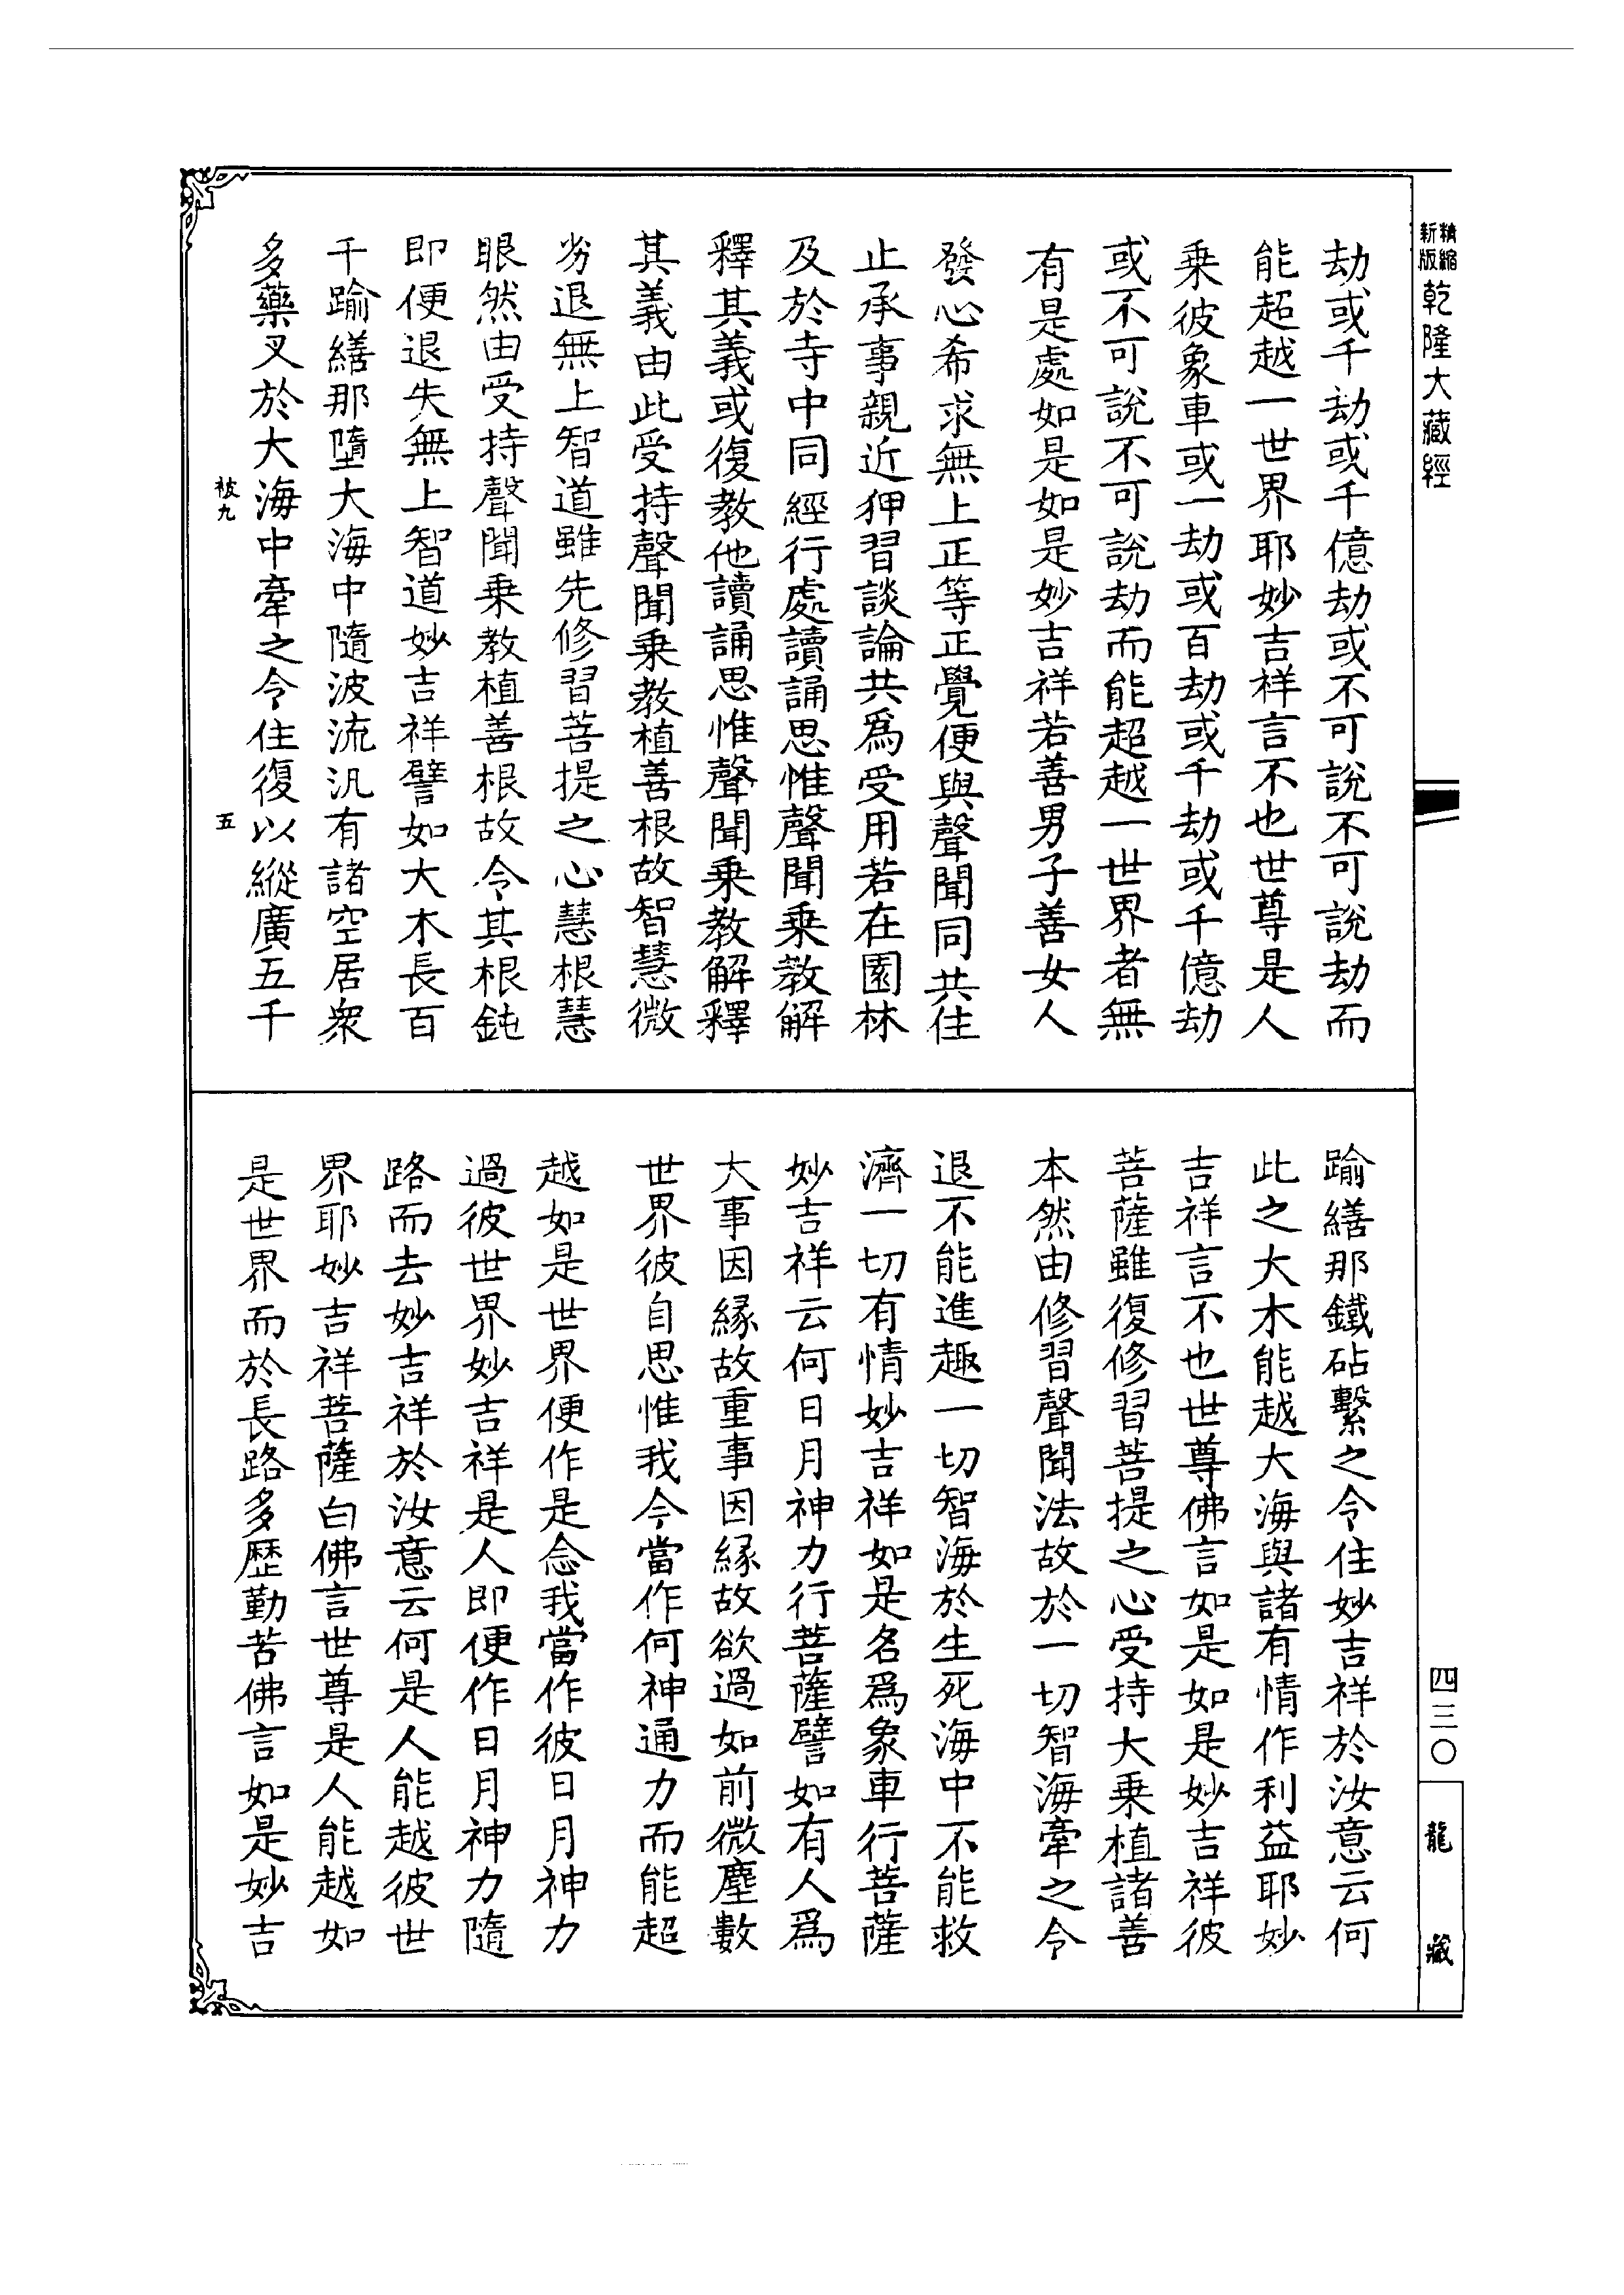 精縮新版乾隆大藏經
劫或千劫或千億劫或不可說不可說劫而
能超越一世界耶妙吉祥言不也世尊是人
乗彼象車或一劫或百劫或千劫或千億劫
或不可說不可說劫而能超越一世界者無
有是處如是如是妙吉祥若善男子善女人
發心希求無上正等正覺便與聲聞同共住
止承事親近狎習談論共爲受用若在園林
及於寺中同經行處讀誦思惟聲聞乗教解
釋其義或復教他讀誦思惟聲聞乗教解釋
其義由此受持聲聞乗教植善根故智慧微
劣退無上智道雖先修習菩提之心慧根慧
眼然由受持聲聞乗教植善根故令其根鈍
即便退失無上智道妙吉祥譬如大木長百
千踰繕那墮大海中隨波流汎有諸空居衆
多藥叉於大海中牽之令住復以縱廣五千
被九
五
踰繕那鐵砧繫之令住妙吉祥於汝意云何
此之大木能越大海與諸有情作利益耶妙
吉祥言不也世尊佛言如是如是妙吉祥彼
菩薩雖復修習菩提之心受持大乗植諸善
本然由修習聲聞法故於一切智海牽之令
退不能進趣一切智海於生死海中不能救
濟一切有情妙吉祥如是名爲象車行菩薩
妙吉祥云何日月神力行菩薩譬如有人爲
大事因緣故重事因緣故欲過如前微塵數
世界彼自思惟我今當作何神通力而能超
越如是世界便作是念我當作彼日月神力
過彼世界妙吉祥是人即便作日月神力隨
路而去妙吉祥於汝意云何是人能越彼世
界耶妙吉祥菩薩白佛言世尊是人能越如
是世界而於長路多歷勤苦佛言如是妙吉
四三〇
龍藏